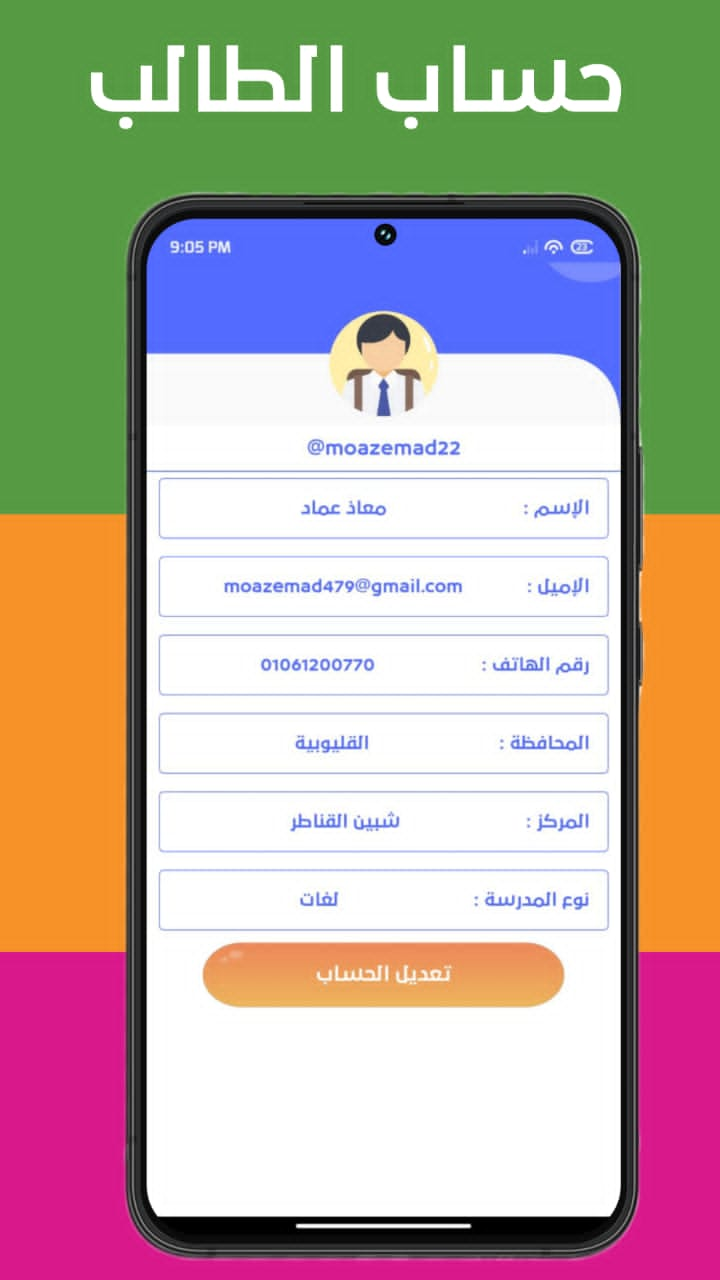 حساب الطالب
9:05 PM
23
@moazemad22
الإسم : معاذ عماد
الإميل : moazemad479@gmail.com
رقم الهاتف : 01061200770
المحافظة : القليوبية
المركز : شبين القناطر
نوع المدرسة : لغات
تعديل الحساب